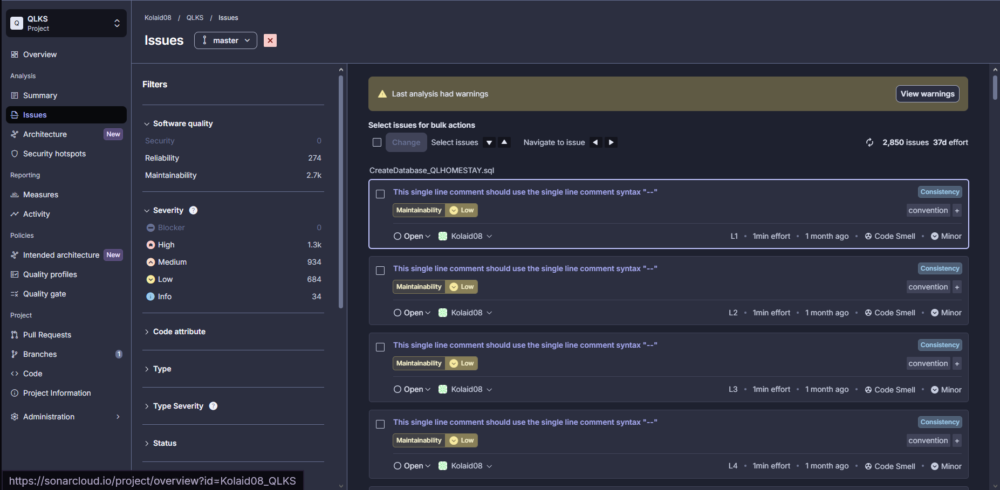 Q
QLKS
Project
Overview
Analysis
Summary
Issues
Architecture New
Security hotspots
Reporting
Measures
Activity
Policies
Intended architecture New
Quality profiles
Quality gate
Project
Pull Requests
Branches 1
Code
Project Information
Administration
https://sonarcloud.io/project/overview?id=Kolaid08_QLKS
Kolaid08 / QLKS / Issues
Issues master
Filters
Software quality
Security 0
Reliability 274
Maintainability 2.7k
Severity ?
Blocker 0
High 1.3k
Medium 934
Low 684
Info 34
Code attribute
Type
Type Severity ?
Status
Last analysis had warnings View warnings
Select issues for bulk actions
Change Select issues Navigate to issue 2,850 issues 37d effort
CreateDatabase_QLHOMESTAY.sql
This single line comment should use the single line comment syntax "--" Consistency
Maintainability Low convention +
Open Kolaid08 L1 • 1min effort • 1 month ago • Code Smell • Minor
This single line comment should use the single line comment syntax "--" Consistency
Maintainability Low convention +
Open Kolaid08 L2 • 1min effort • 1 month ago • Code Smell • Minor
This single line comment should use the single line comment syntax "--" Consistency
Maintainability Low convention +
Open Kolaid08 L3 • 1min effort • 1 month ago • Code Smell • Minor
This single line comment should use the single line comment syntax "--" Consistency
Maintainability Low convention +
Open Kolaid08 L4 • 1min effort • 1 month ago • Code Smell • Minor